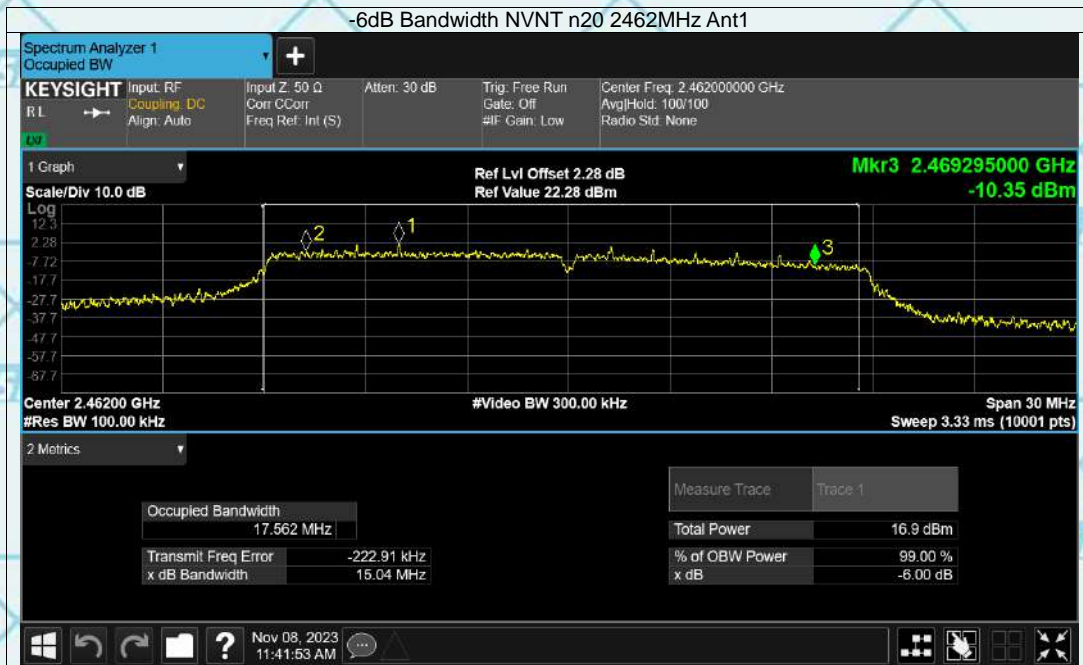 -6dB Bandwidth NVNT n20 2462MHz Ant1
Spectrum Analyzer 1
Occupied BW
+
KEYSIGHT
R L
LXI
Input: RF
Coupling: DC
Align: Auto
Input Z: 50 Ω
Corr CCorr
Freq Ref: Int (S)
Atten: 30 dB
Trig: Free Run
Gate: Off
#IF Gain: Low
Center Freq: 2.462000000 GHz
Avg|Hold: 100/100
Radio Std: None
1 Graph
Scale/Div 10.0 dB
Ref Lvl Offset 2.28 dB
Ref Value 22.28 dBm
Mkr3 2.469295000 GHz
-10.35 dBm
Log
12.3
2.28
-7.72
-17.7
-27.7
-37.7
-47.7
-57.7
-67.7
2
1
3
Center 2.46200 GHz
#Video BW 300.00 kHz
Span 30 MHz
#Res BW 100.00 kHz
Sweep 3.33 ms (10001 pts)
2 Metrics
Measure Trace Trace 1
Occupied Bandwidth
17.562 MHz
Total Power 16.9 dBm
Transmit Freq Error -222.91 kHz
% of OBW Power 99.00 %
x dB Bandwidth 15.04 MHz
x dB -6.00 dB
?
Nov 08, 2023
11:41:53 AM